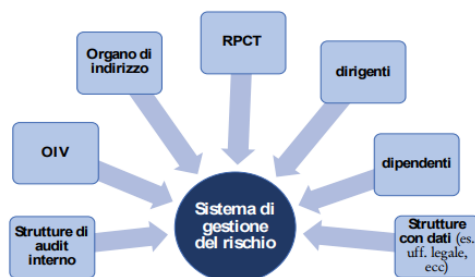 RPCT
Organo di
indirizzo
dirigenti
OIV
dipendenti
Sistema di
gestione
del rischio
Strutture di
audit
interno
Strutture
con dati (es.
uff. legale,
ecc)